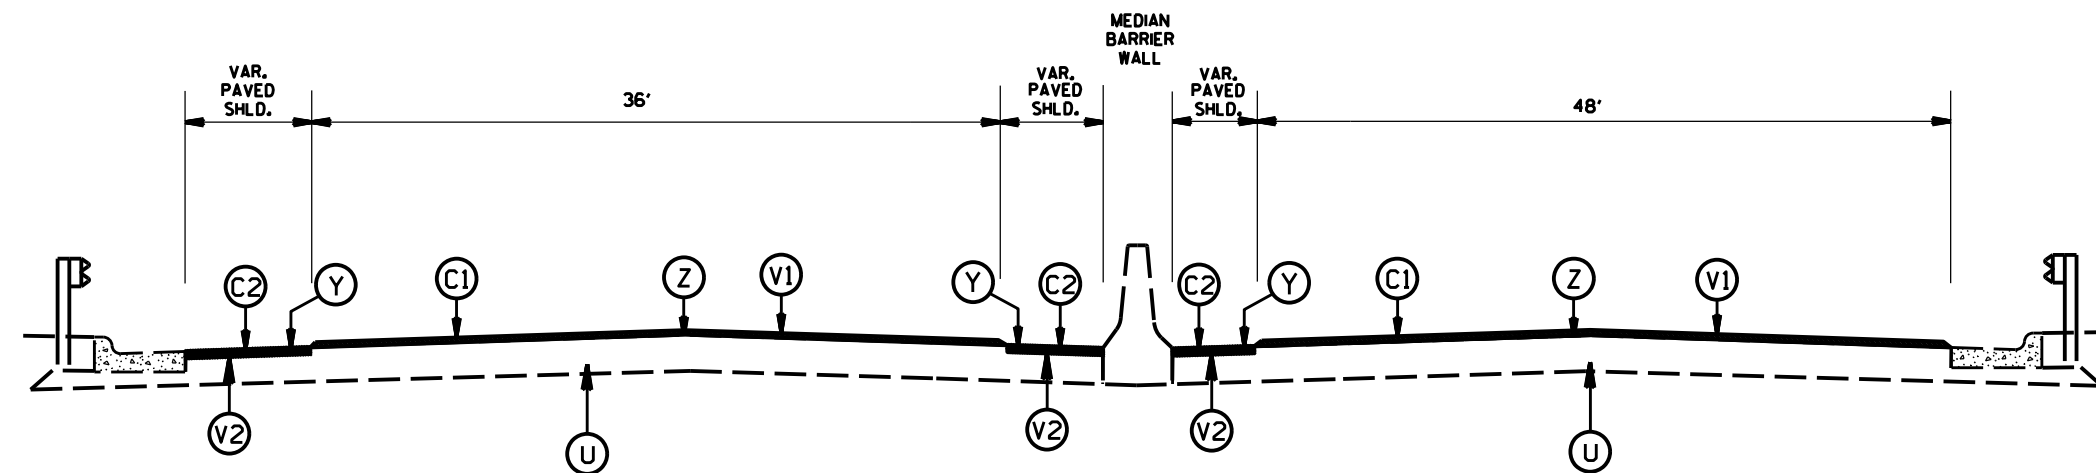 MEDIAN
BARRIER
WALL
VAR.
PAVED
SHLD.
36'
VAR.
PAVED
SHLD.
VAR.
PAVED
SHLD.
48'
C2
Y
C1
Z
V1
Y
C2
C2
Y
C1
Z
V1
V2
U
V2
V2
U